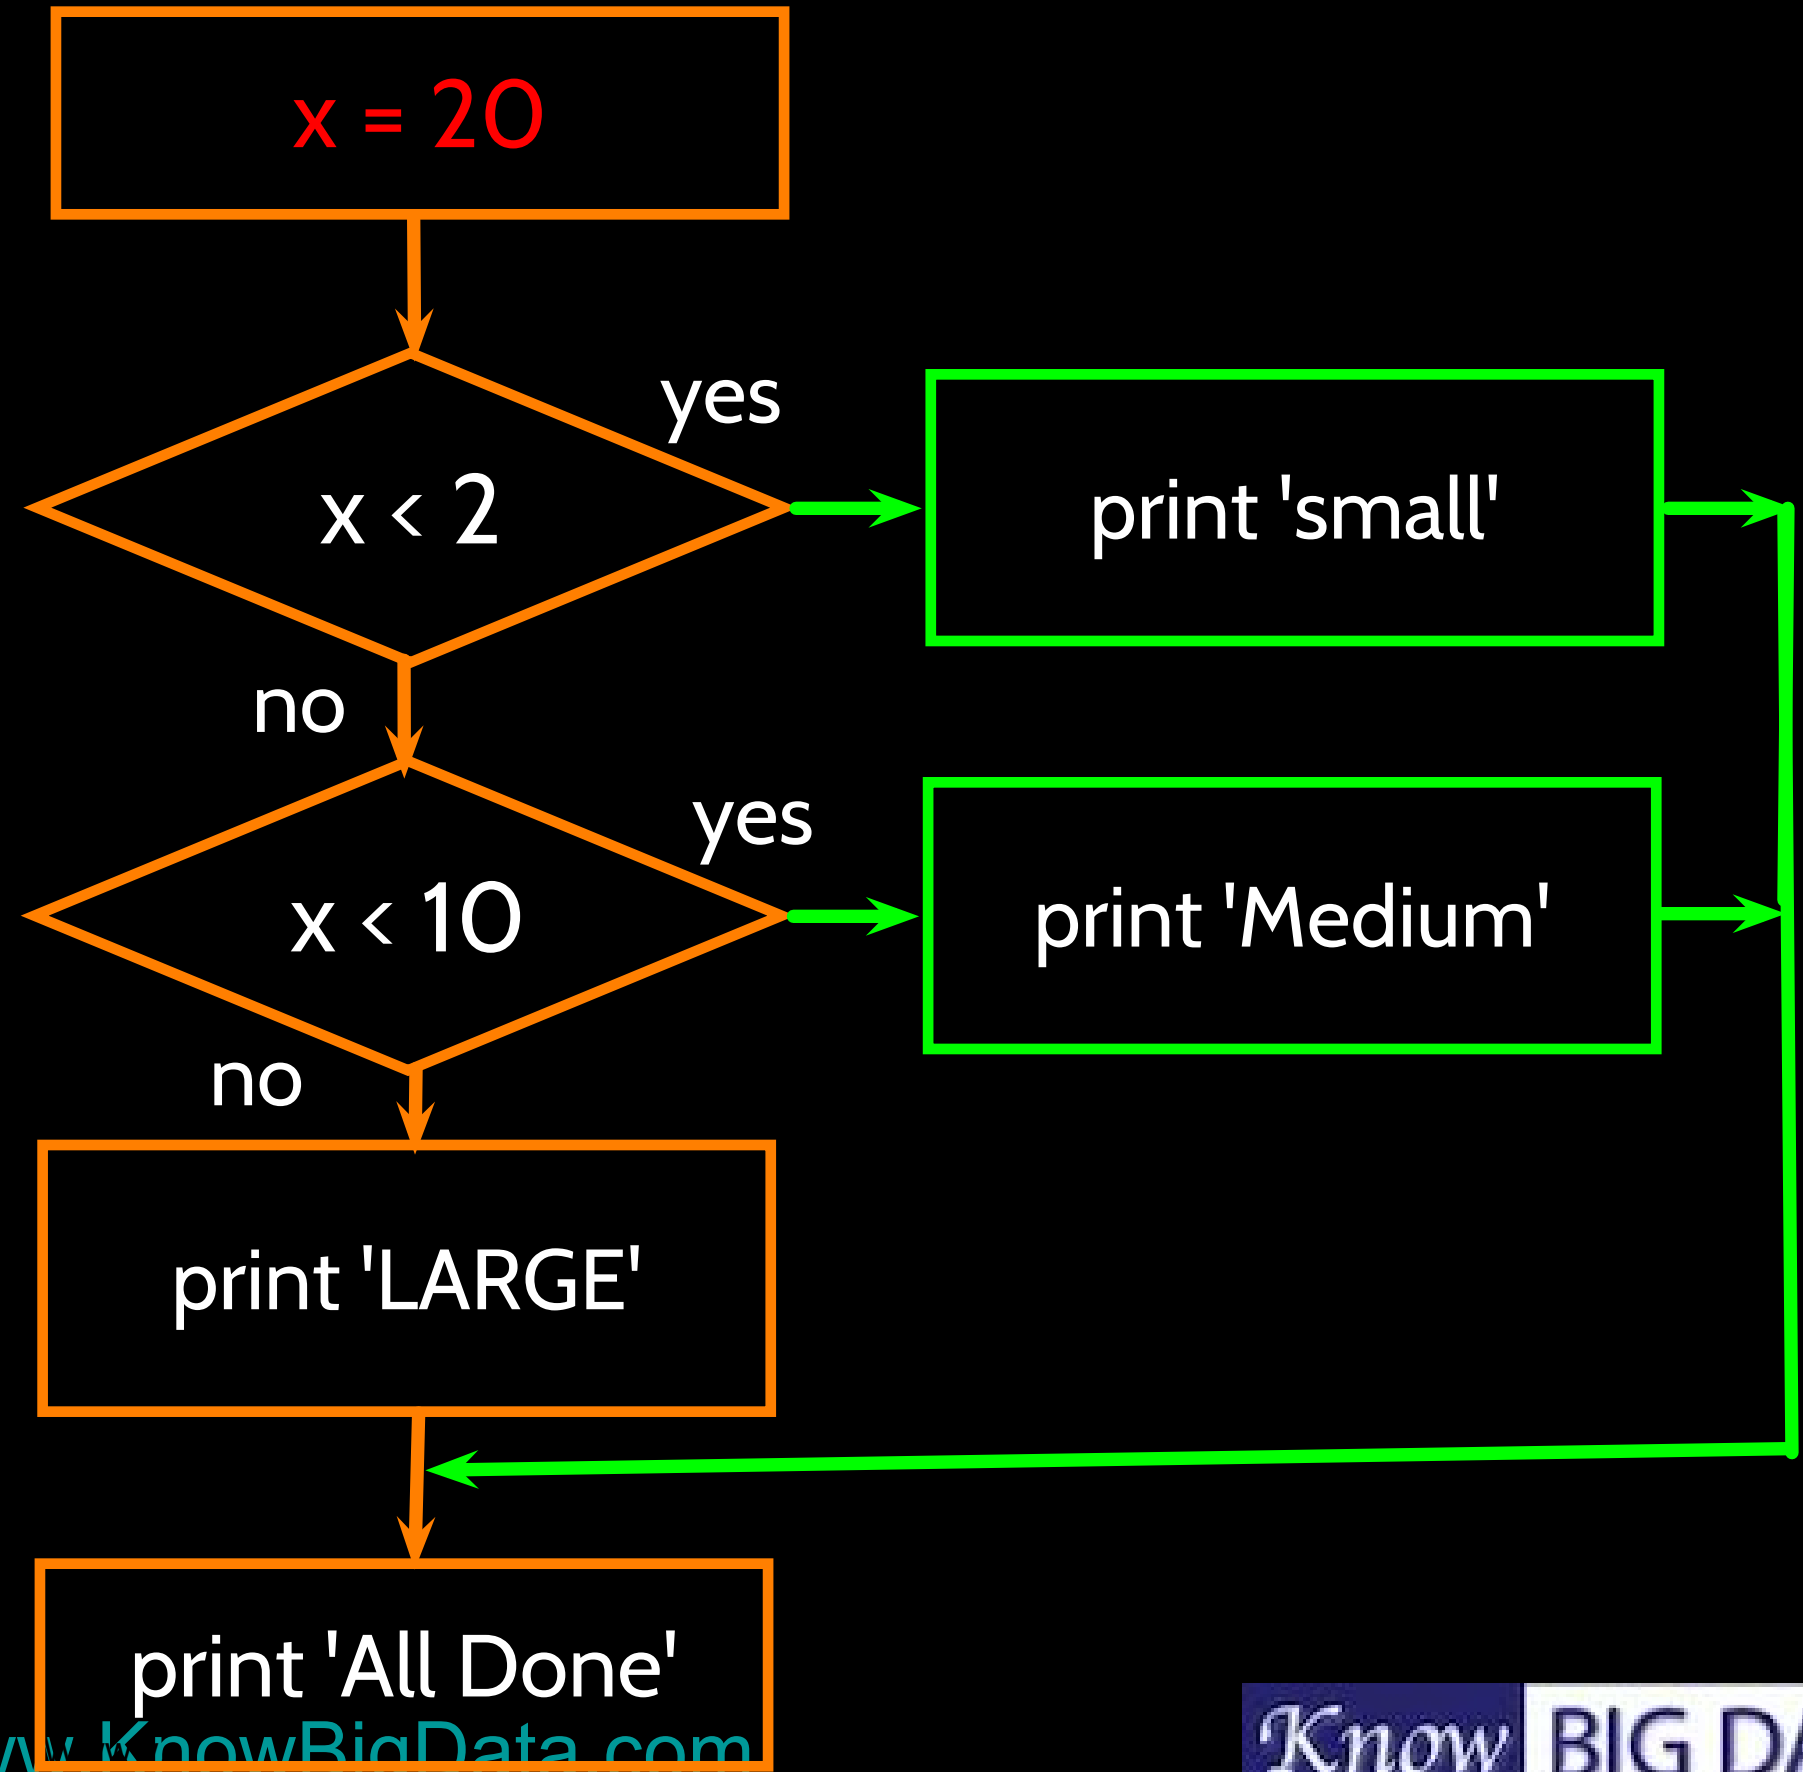 x = 20
yes
x < 2
print 'small'
no
yes
x < 10
print 'Medium'
no
print 'LARGE'
print 'All Done'
KnowBigData.com
Know BIG